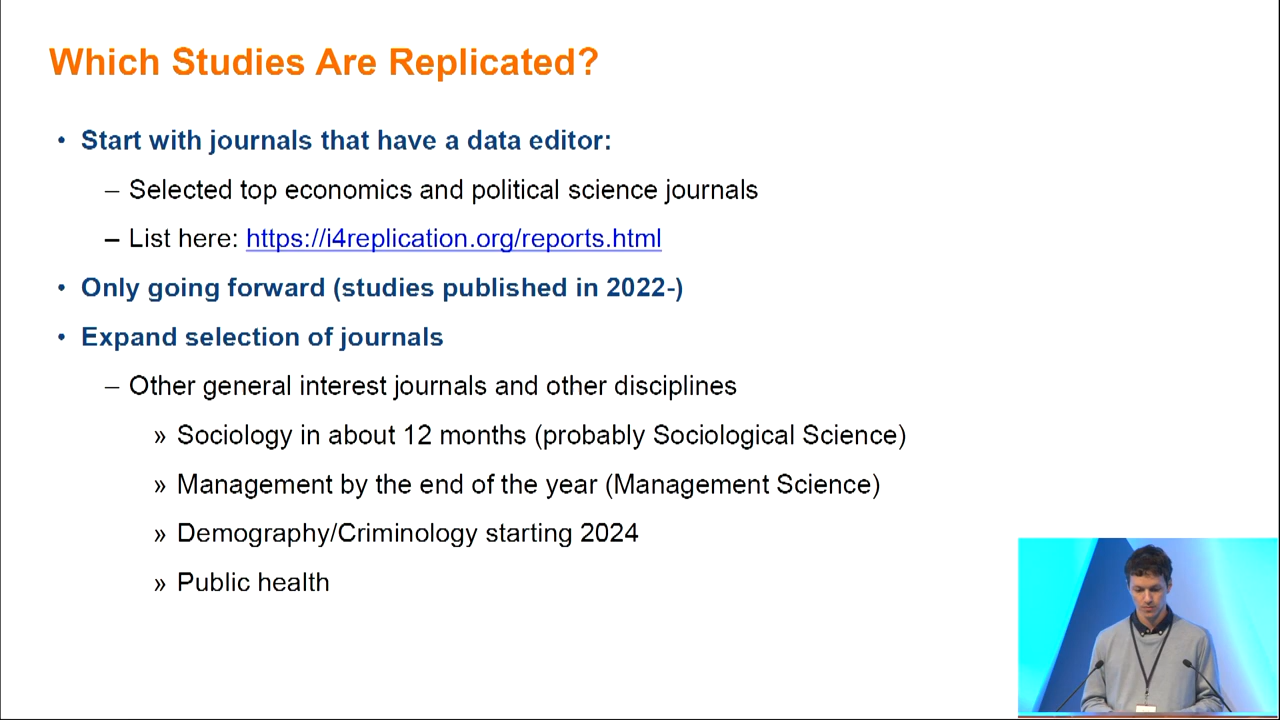 Which Studies Are Replicated?
• Start with journals that have a data editor:
– Selected top economics and political science journals
– List here: https://i4replication.org/reports.html
• Only going forward (studies published in 2022-)
• Expand selection of journals
– Other general interest journals and other disciplines
» Sociology in about 12 months (probably Sociological Science)
» Management by the end of the year (Management Science)
» Demography/Criminology starting 2024
» Public health